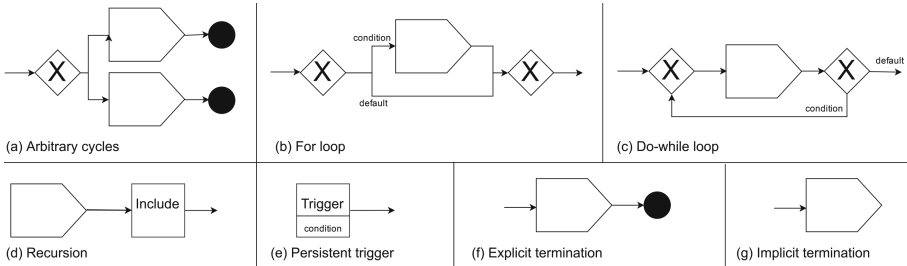 X
(a) Arbitrary cycles
condition
X
X
default
(b) For loop
X
X
default
condition
(c) Do-while loop
Include
(d) Recursion
Trigger
condition
(e) Persistent trigger
(f) Explicit termination
(g) Implicit termination